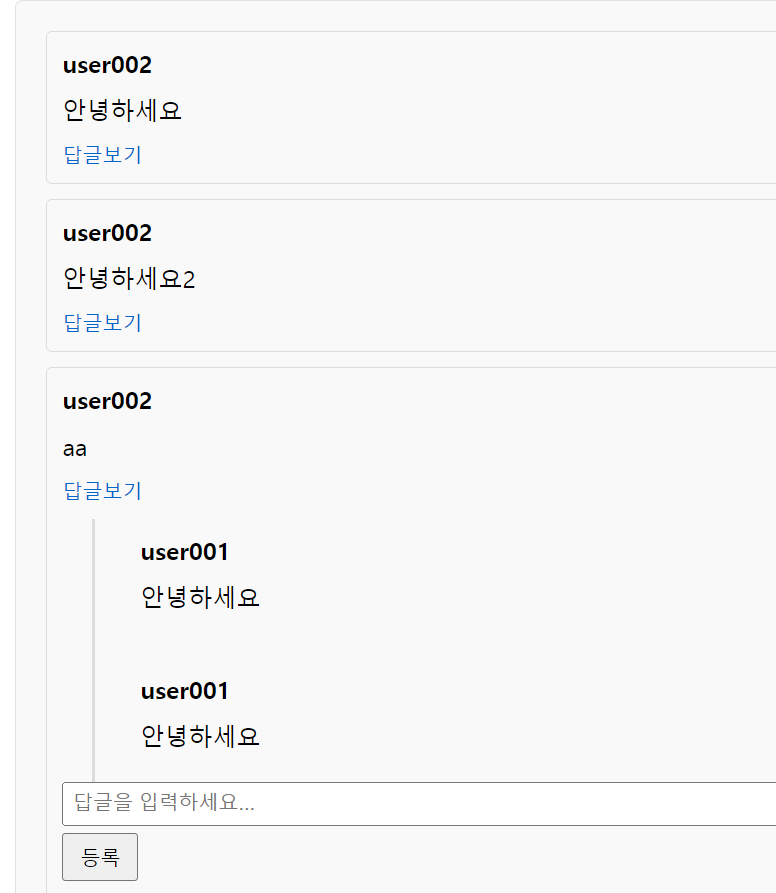 user002
안녕하세요
답글보기
user002
안녕하세요2
답글보기
user002
aa
답글보기
user001
안녕하세요
user001
안녕하세요
답글을 입력하세요...
등록